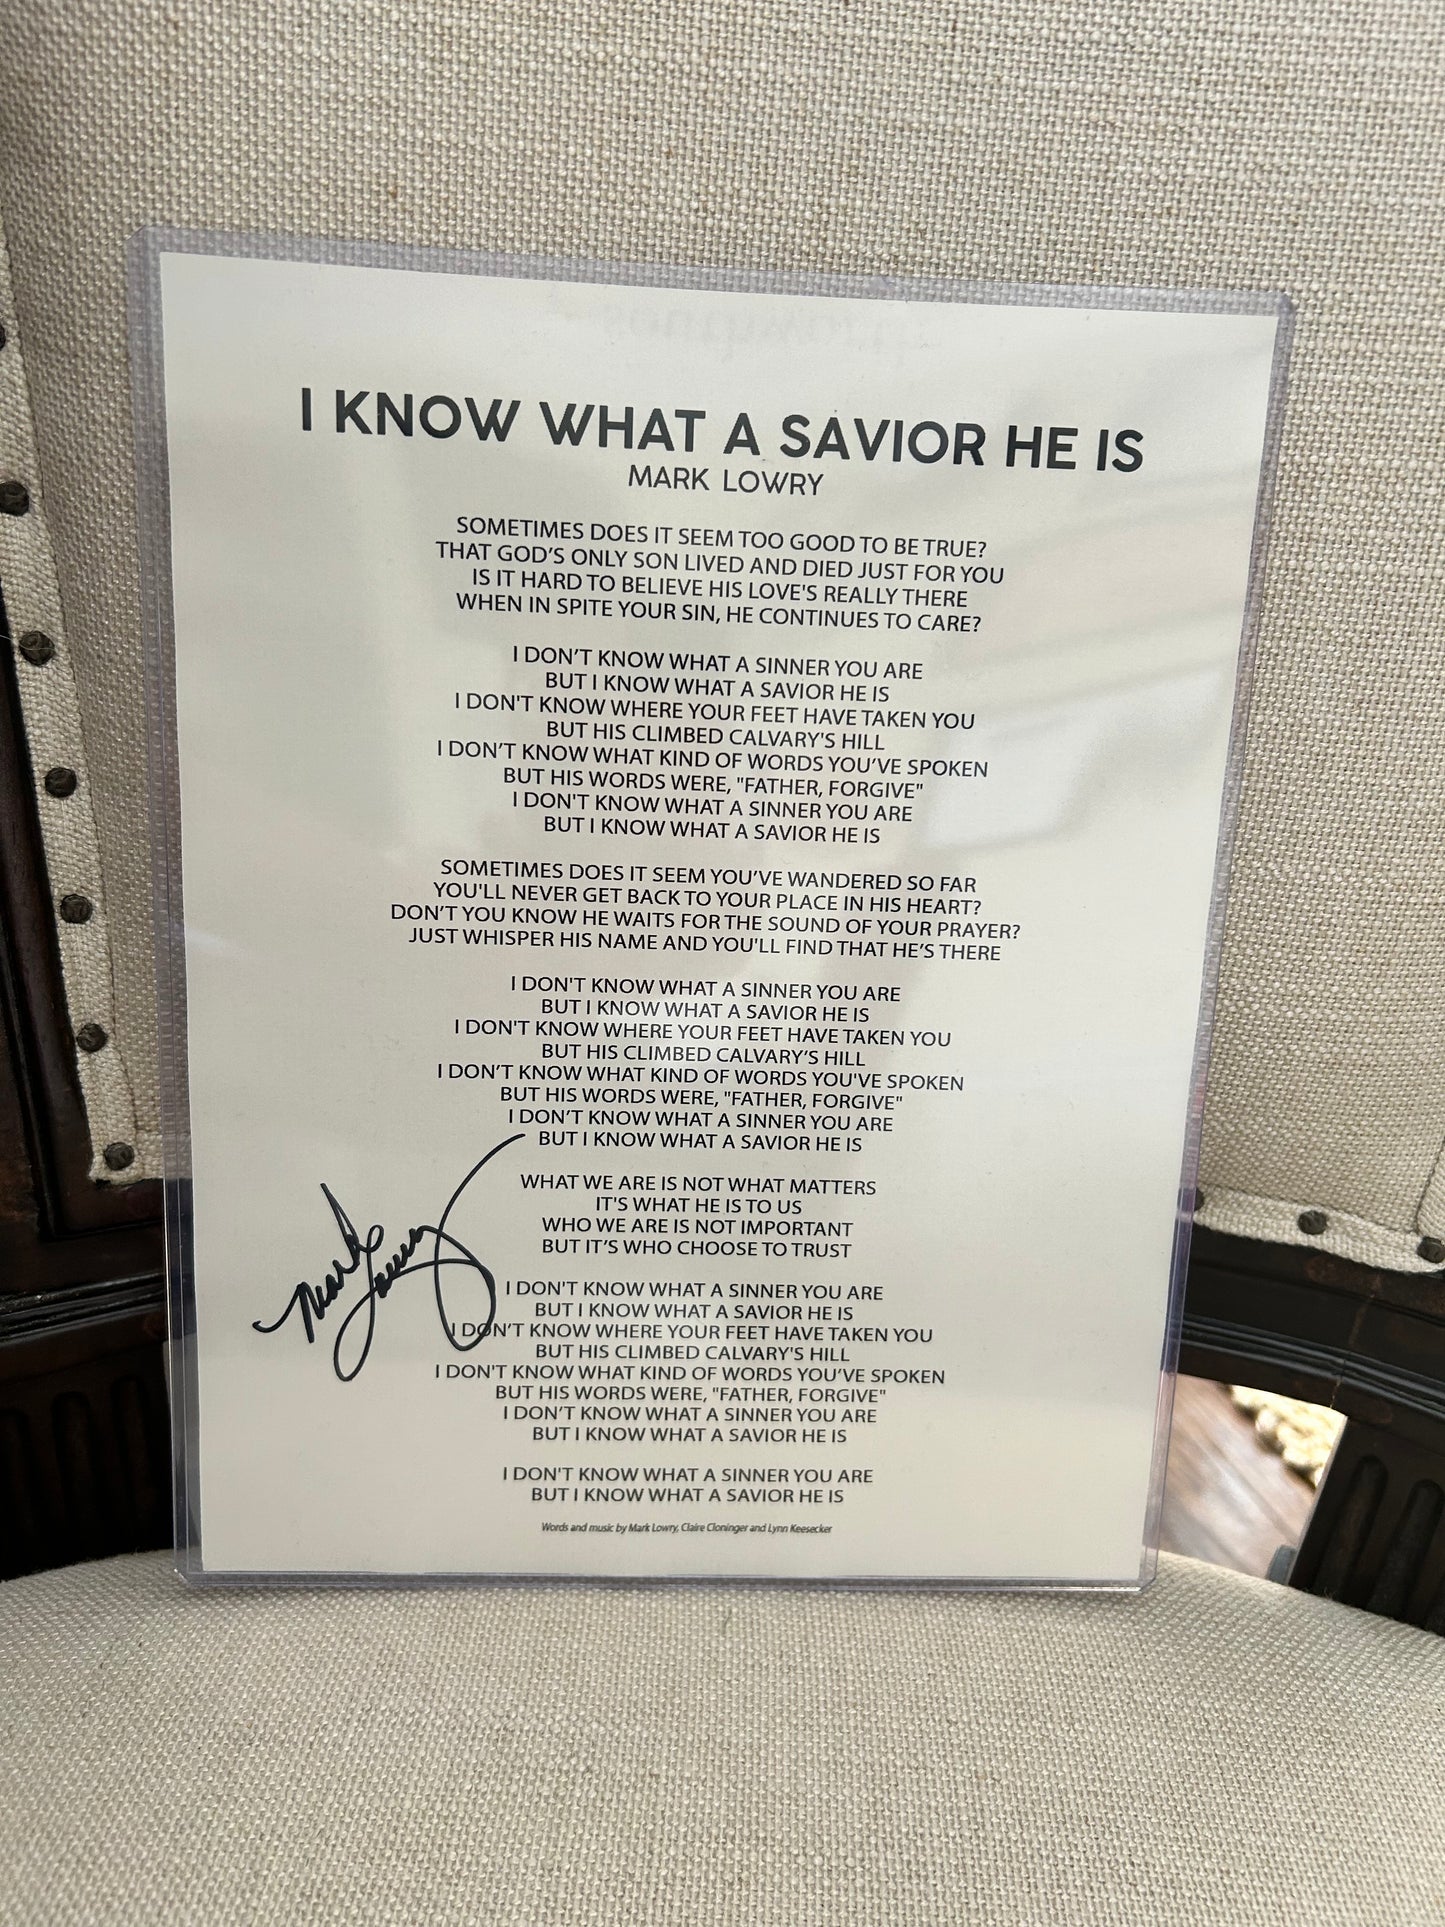 I KNOW WHAT A SAVIOR HE IS
MARK LOWRY
SOMETIMES DOES IT SEEM TOO GOOD TO BE TRUE?
THAT GOD'S ONLY SON LIVED AND DIED JUST FOR YOU
IS IT HARD TO BELIEVE HIS LOVE'S REALLY THERE
WHEN IN SPITE YOUR SIN, HE CONTINUES TO CARE?
I DON'T KNOW WHAT A SINNER YOU ARE
BUT I KNOW WHAT A SAVIOR HE IS
I DON'T KNOW WHERE YOUR FEET HAVE TAKEN YOU
BUT HIS CLIMBED CALVARY'S HILL
I DON'T KNOW WHAT KIND OF WORDS YOU'VE SPOKEN
BUT HIS WORDS WERE, "FATHER, FORGIVE"
I DON'T KNOW WHAT A SINNER YOU ARE
BUT I KNOW WHAT A SAVIOR HE IS
SOMETIMES DOES IT SEEM YOU'VE WANDERED SO FAR
YOU'LL NEVER GET BACK TO YOUR PLACE IN HIS HEART?
DON'T YOU KNOW HE WAITS FOR THE SOUND OF YOUR PRAYER?
JUST WHISPER HIS NAME AND YOU'LL FIND THAT HE'S THERE
I DON'T KNOW WHAT A SINNER YOU ARE
BUT I KNOW WHAT A SAVIOR HE IS
I DON'T KNOW WHERE YOUR FEET HAVE TAKEN YOU
BUT HIS CLIMBED CALVARY'S HILL
I DON'T KNOW WHAT KIND OF WORDS YOU'VE SPOKEN
BUT HIS WORDS WERE, "FATHER, FORGIVE"
I DON'T KNOW WHAT A SINNER YOU ARE
BUT I KNOW WHAT A SAVIOR HE IS
WHAT WE ARE IS NOT WHAT MATTERS
IT'S WHAT HE IS TO US
WHO WE ARE IS NOT IMPORTANT
BUT IT'S WHO CHOOSE TO TRUST
Mark Lowry
I DON'T KNOW WHAT A SINNER YOU ARE
BUT I KNOW WHAT A SAVIOR HE IS
I DON'T KNOW WHERE YOUR FEET HAVE TAKEN YOU
BUT HIS CLIMBED CALVARY'S HILL
I DON'T KNOW WHAT KIND OF WORDS YOU'VE SPOKEN
BUT HIS WORDS WERE, "FATHER, FORGIVE"
I DON'T KNOW WHAT A SINNER YOU ARE
BUT I KNOW WHAT A SAVIOR HE IS
I DON'T KNOW WHAT A SINNER YOU ARE
BUT I KNOW WHAT A SAVIOR HE IS
Words and music by Mark Lowry, Claire Cloninger and Lynn Keesecker